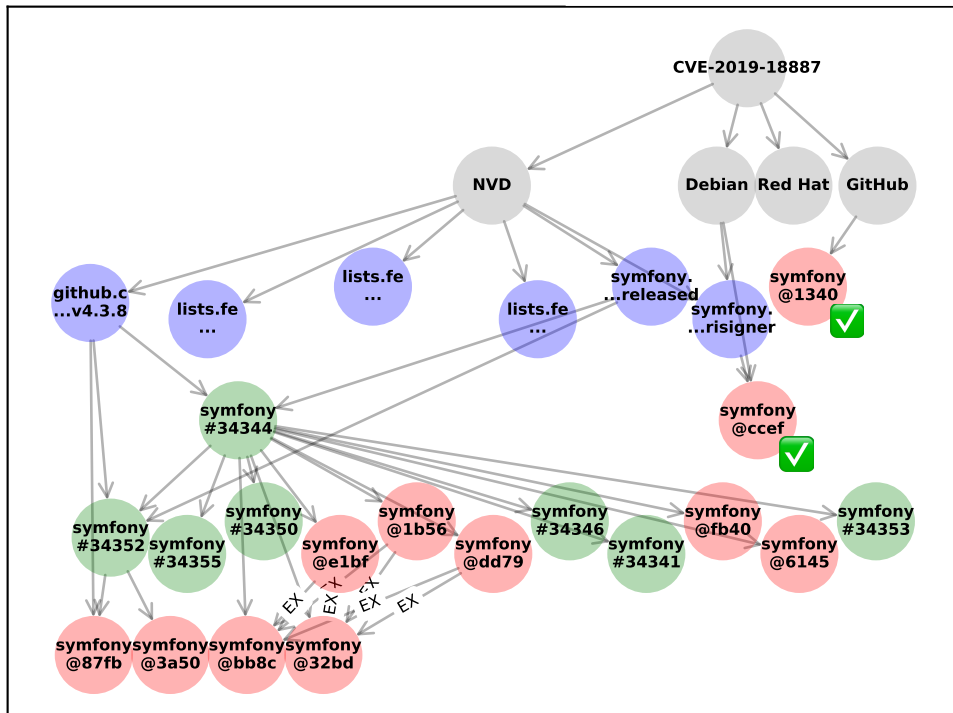 CVE-2019-18887
NVD
Debian
Red Hat
GitHub
github.c
...v4.3.8
lists.fe
...
lists.fe
...
lists.fe
...
symfony.
...released
symfony.
...risigner
symfony
@1340
symfony
#34344
symfony
@ccef
symfony
#34352
symfony
#34355
symfony
#34350
symfony
@e1bf
symfony
@1b56
symfony
@dd79
symfony
#34346
symfony
#34341
symfony
@fb40
symfony
@6145
symfony
#34353
EX
EX
EX
EX
EX
symfony
@87fb
symfony
@3a50
symfony
@bb8c
symfony
@32bd